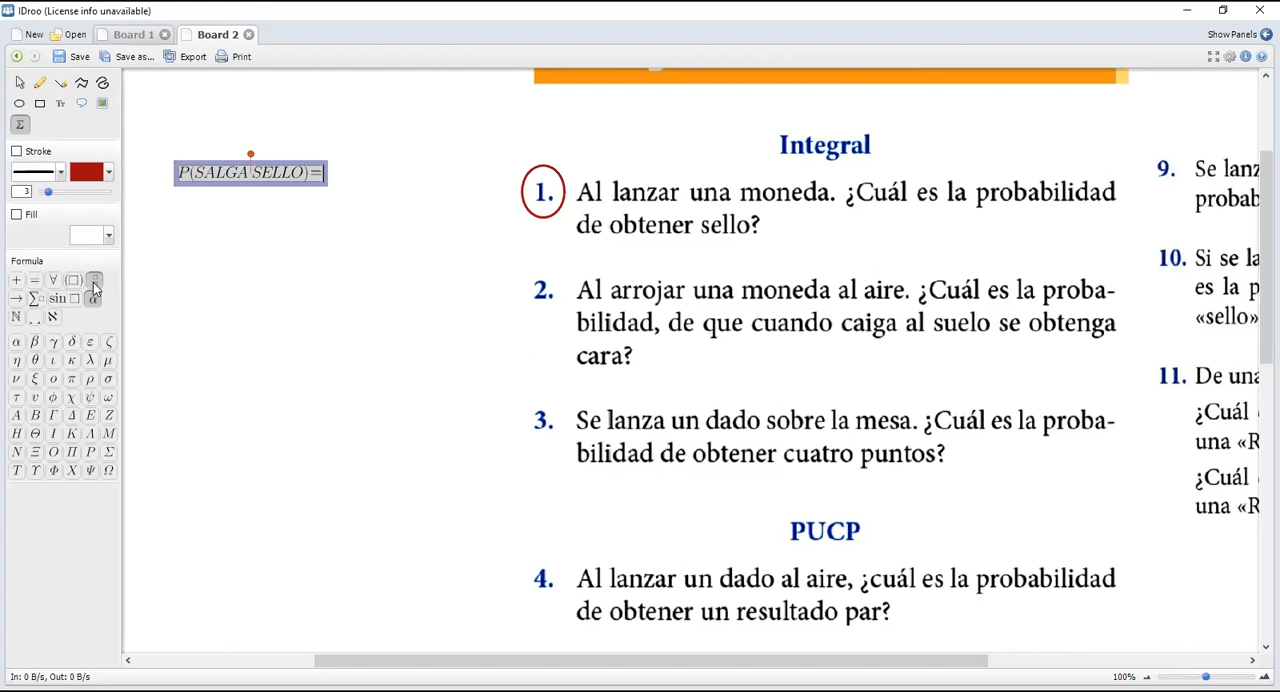 IDroo (License info unavailable)
New Open Board 1 Board 2 Show Panels
Save Save as... Export Print
Stroke
3
Fill
Formula
+ = ∀ (□)
→ Σ sin □ α
ℕ ℵ
α β γ δ ε ζ
η θ ι κ λ μ
ν ξ ο π ρ σ
τ υ φ χ ψ ω
Α Β Γ Δ Ε Ζ
Η Θ Ι Κ Λ Μ
Ν Ξ Ο Π Ρ Σ
Τ Υ Φ Χ Ψ Ω
P(SALGA SELLO)=
Integral
1. Al lanzar una moneda. ¿Cuál es la probabilidad
de obtener sello?
2. Al arrojar una moneda al aire. ¿Cuál es la proba-
bilidad, de que cuando caiga al suelo se obtenga
cara?
3. Se lanza un dado sobre la mesa. ¿Cuál es la proba-
bilidad de obtener cuatro puntos?
PUCP
4. Al lanzar un dado al aire, ¿cuál es la probabilidad
de obtener un resultado par?
9. Se lanz
probab
10. Si se la
es la p
«sello»
11. De una
¿Cuál
una «R
¿Cuál
una «R
In: 0 B/s, Out: 0 B/s 100%